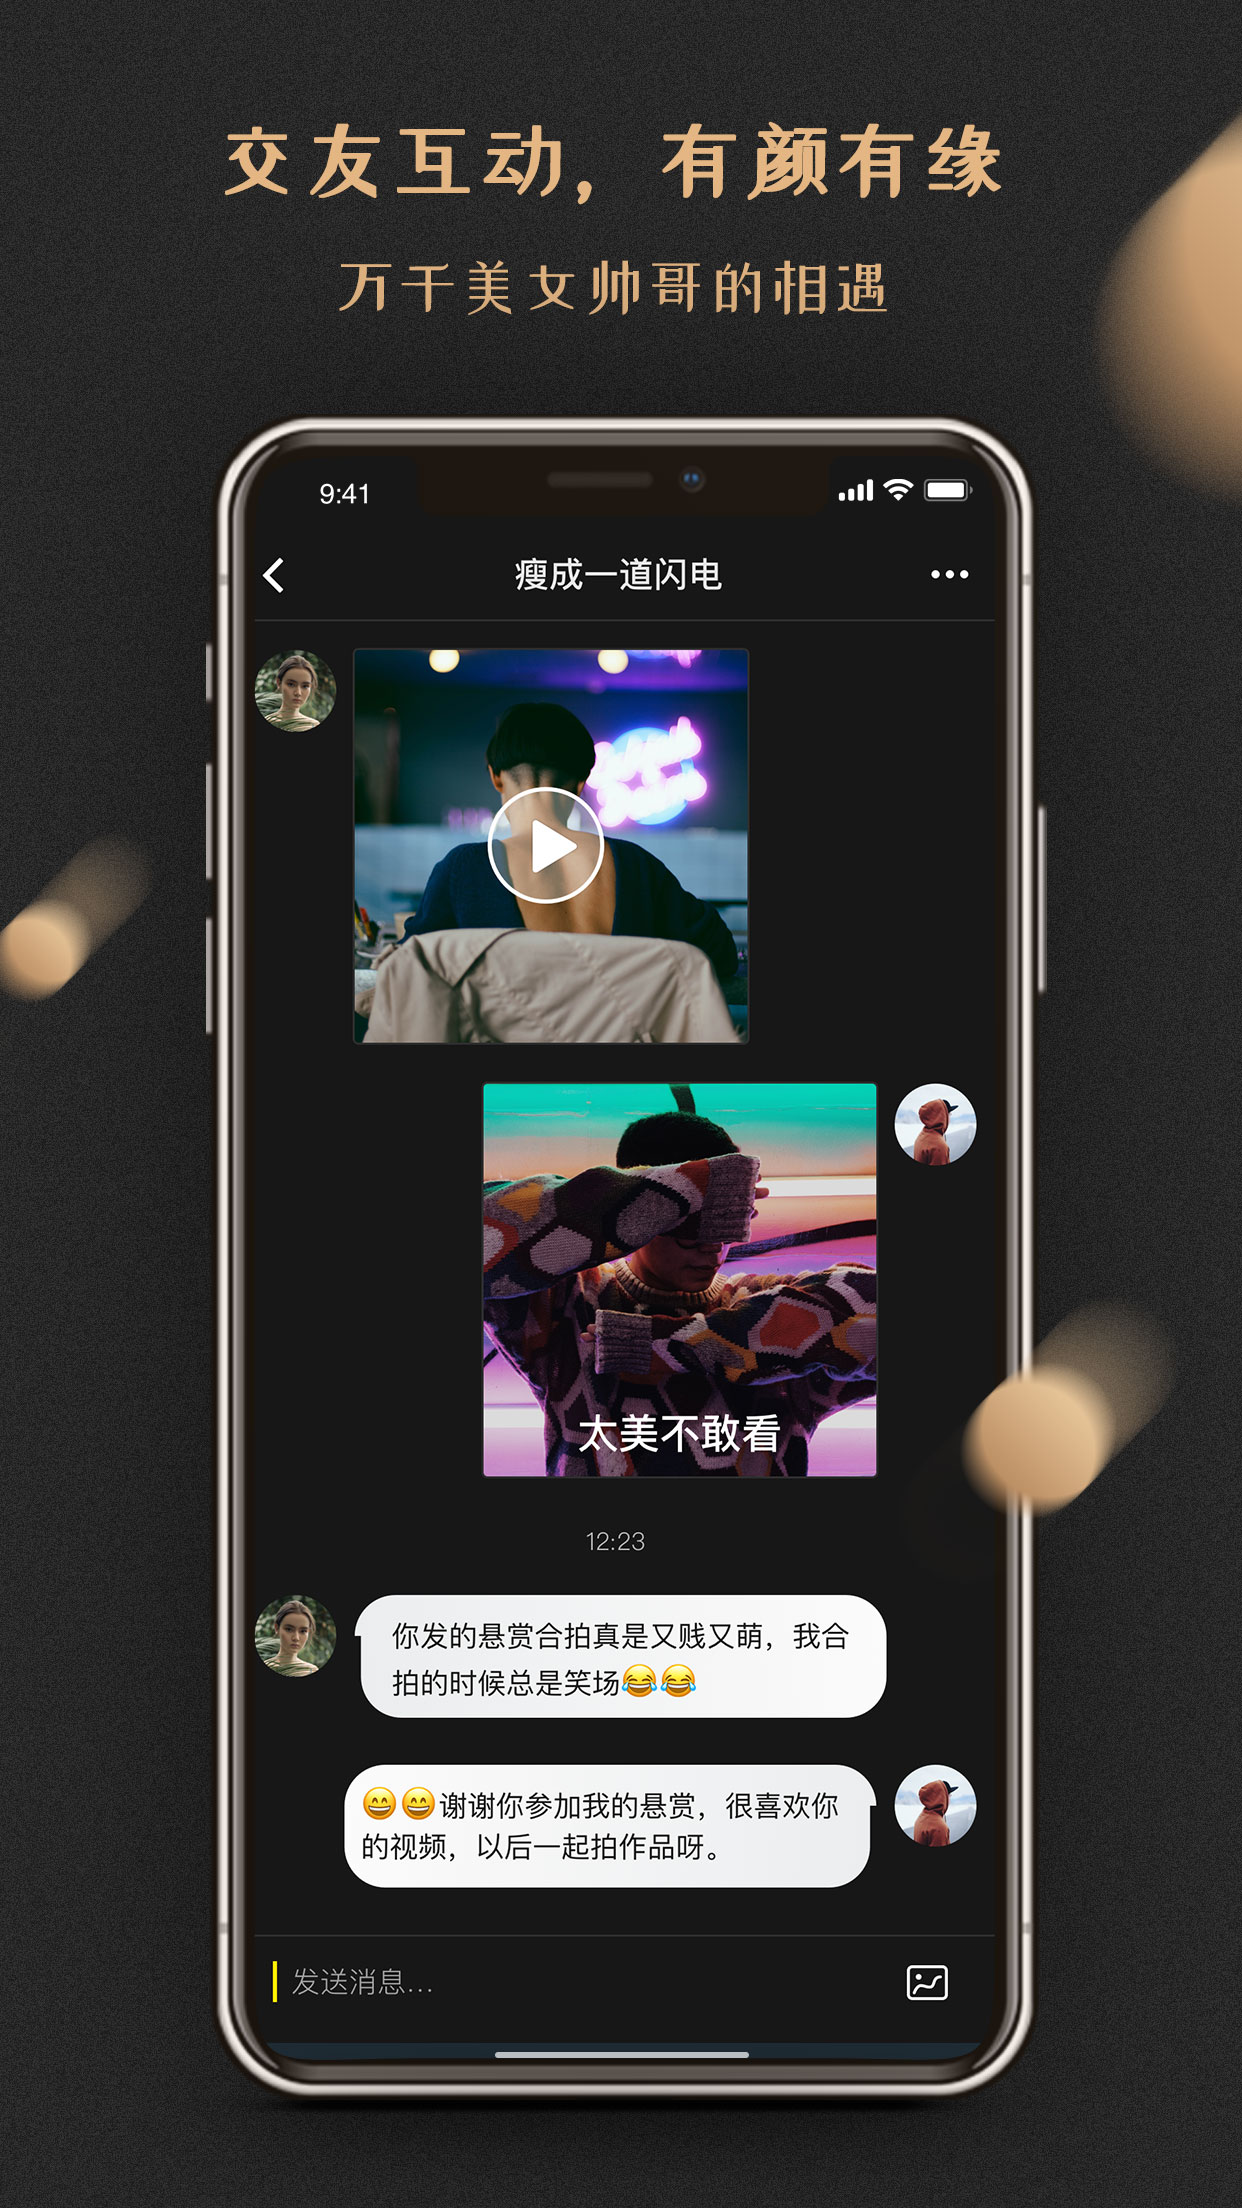 交友互动，有颜有缘
万千美女帅哥的相遇
9:41
瘦成一道闪电
太美不敢看
12:23
你发的悬赏合拍真是又贱又萌，我合
拍的时候总是笑场😂😂
😄😄谢谢你参加我的悬赏，很喜欢你
的视频，以后一起拍作品呀。
发送消息...